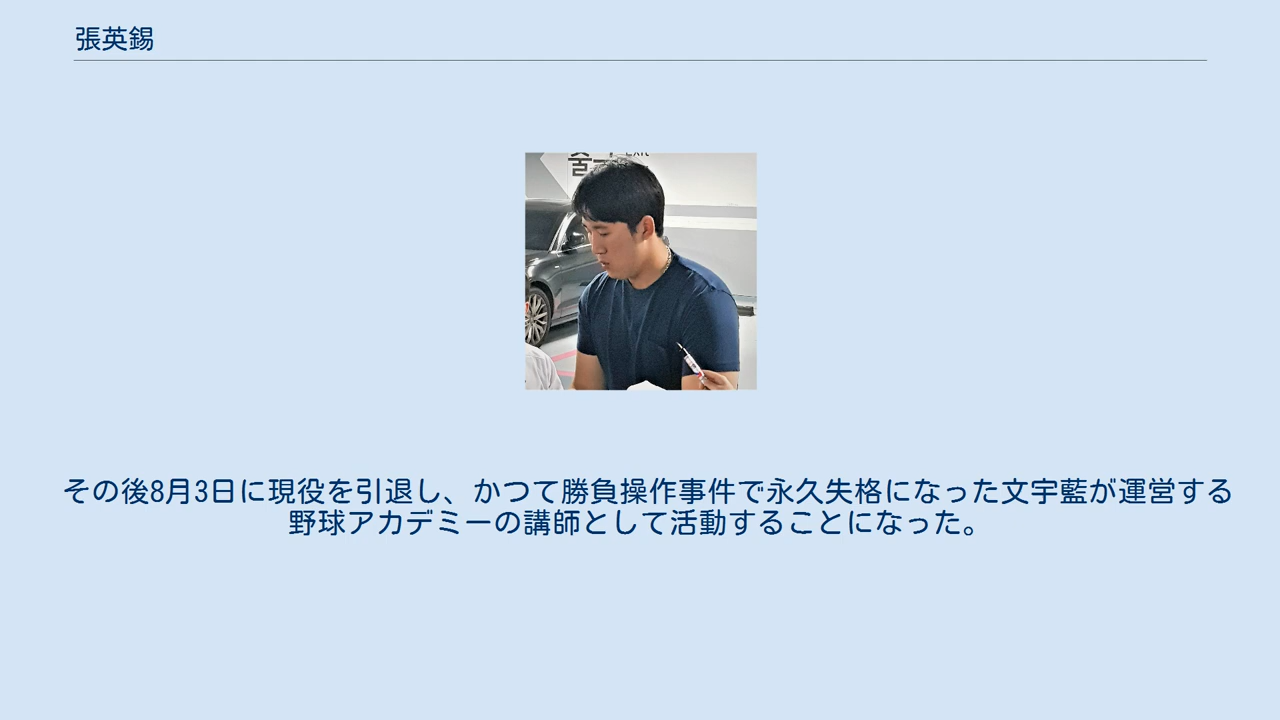 張英錫
EXIT
その後8月3日に現役を引退し、かつて勝負操作事件で永久失格になった文宇藍が運営する
野球アカデミーの講師として活動することになった。